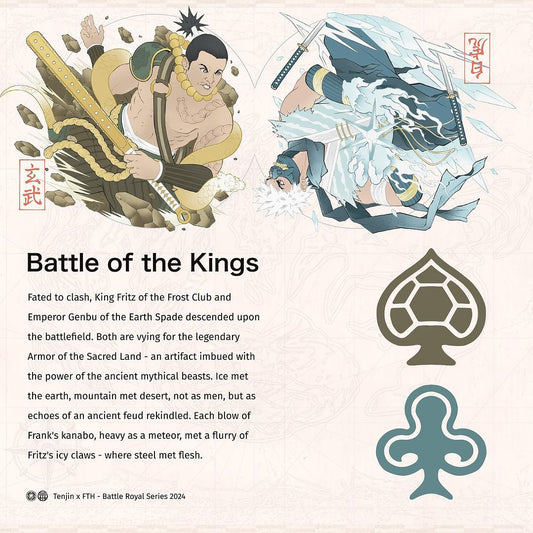 玄武
白虎
Battle of the Kings
Fated to clash, King Fritz of the Frost Club and
Emperor Genbu of the Earth Spade descended upon
the battlefield. Both are vying for the legendary
Armor of the Sacred Land - an artifact imbued with
the power of the ancient mythical beasts. Ice met
the earth, mountain met desert, not as men, but as
echoes of an ancient feud rekindled. Each blow of
Frank's kanabo, heavy as a meteor, met a flurry of
Fritz's icy claws - where steel met flesh.
Tenjin x FTH - Battle Royal Series 2024